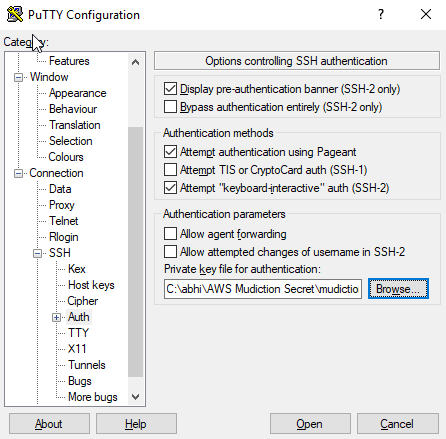 PuTTY Configuration
?
Category:
Features
Window
Appearance
Behaviour
Translation
Selection
Colours
Connection
Data
Proxy
Telnet
Rlogin
SSH
Kex
Host keys
Cipher
Auth
TTY
X11
Tunnels
Bugs
More bugs
Options controlling SSH authentication
Display pre-authentication banner (SSH-2 only)
Bypass authentication entirely (SSH-2 only)
Authentication methods
Attempt authentication using Pageant
Attempt TIS or CryptoCard auth (SSH-1)
Attempt "keyboard-interactive" auth (SSH-2)
Authentication parameters
Allow agent forwarding
Allow attempted changes of username in SSH-2
Private key file for authentication:
C:\abhi\AWS Mudiction Secret\mudictio
Browse...
About
Help
Open
Cancel